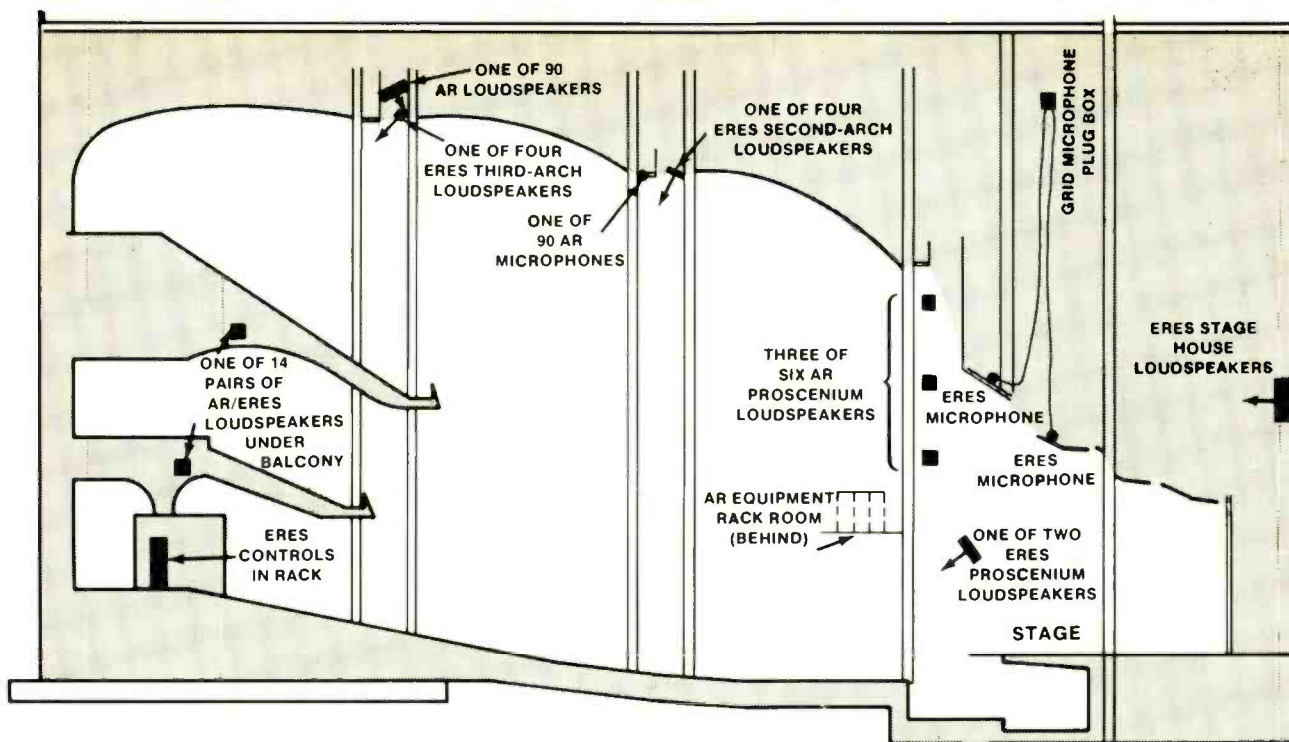 ONE OF 90
AR LOUDSPEAKERS
ONE OF FOUR
ERES THIRD-ARCH
LOUDSPEAKERS
ONE OF
90 AR
MICROPHONES
ONE OF FOUR
ERES SECOND-ARCH
LOUDSPEAKERS
GRID MICROPHONE
PLUG BOX
ERES STAGE
HOUSE
LOUDSPEAKERS
THREE OF
SIX AR
PROSCENIUM
LOUDSPEAKERS
ERES
MICROPHONE
ERES
MICROPHONE
ONE OF 14
PAIRS OF
AR/ERES
LOUDSPEAKERS
UNDER
BALCONY
AR EQUIPMENT
RACK ROOM
(BEHIND)
ONE OF TWO
ERES
PROSCENIUM
LOUDSPEAKERS
ERES
CONTROLS
IN RACK
STAGE